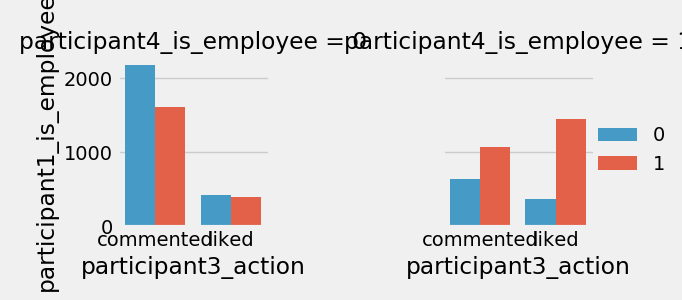 participant4_is_employee = 0
participant4_is_employee = 1
participant1_is_employee
2000
1000
0
commented
liked
commented
liked
participant3_action
participant3_action
0
1